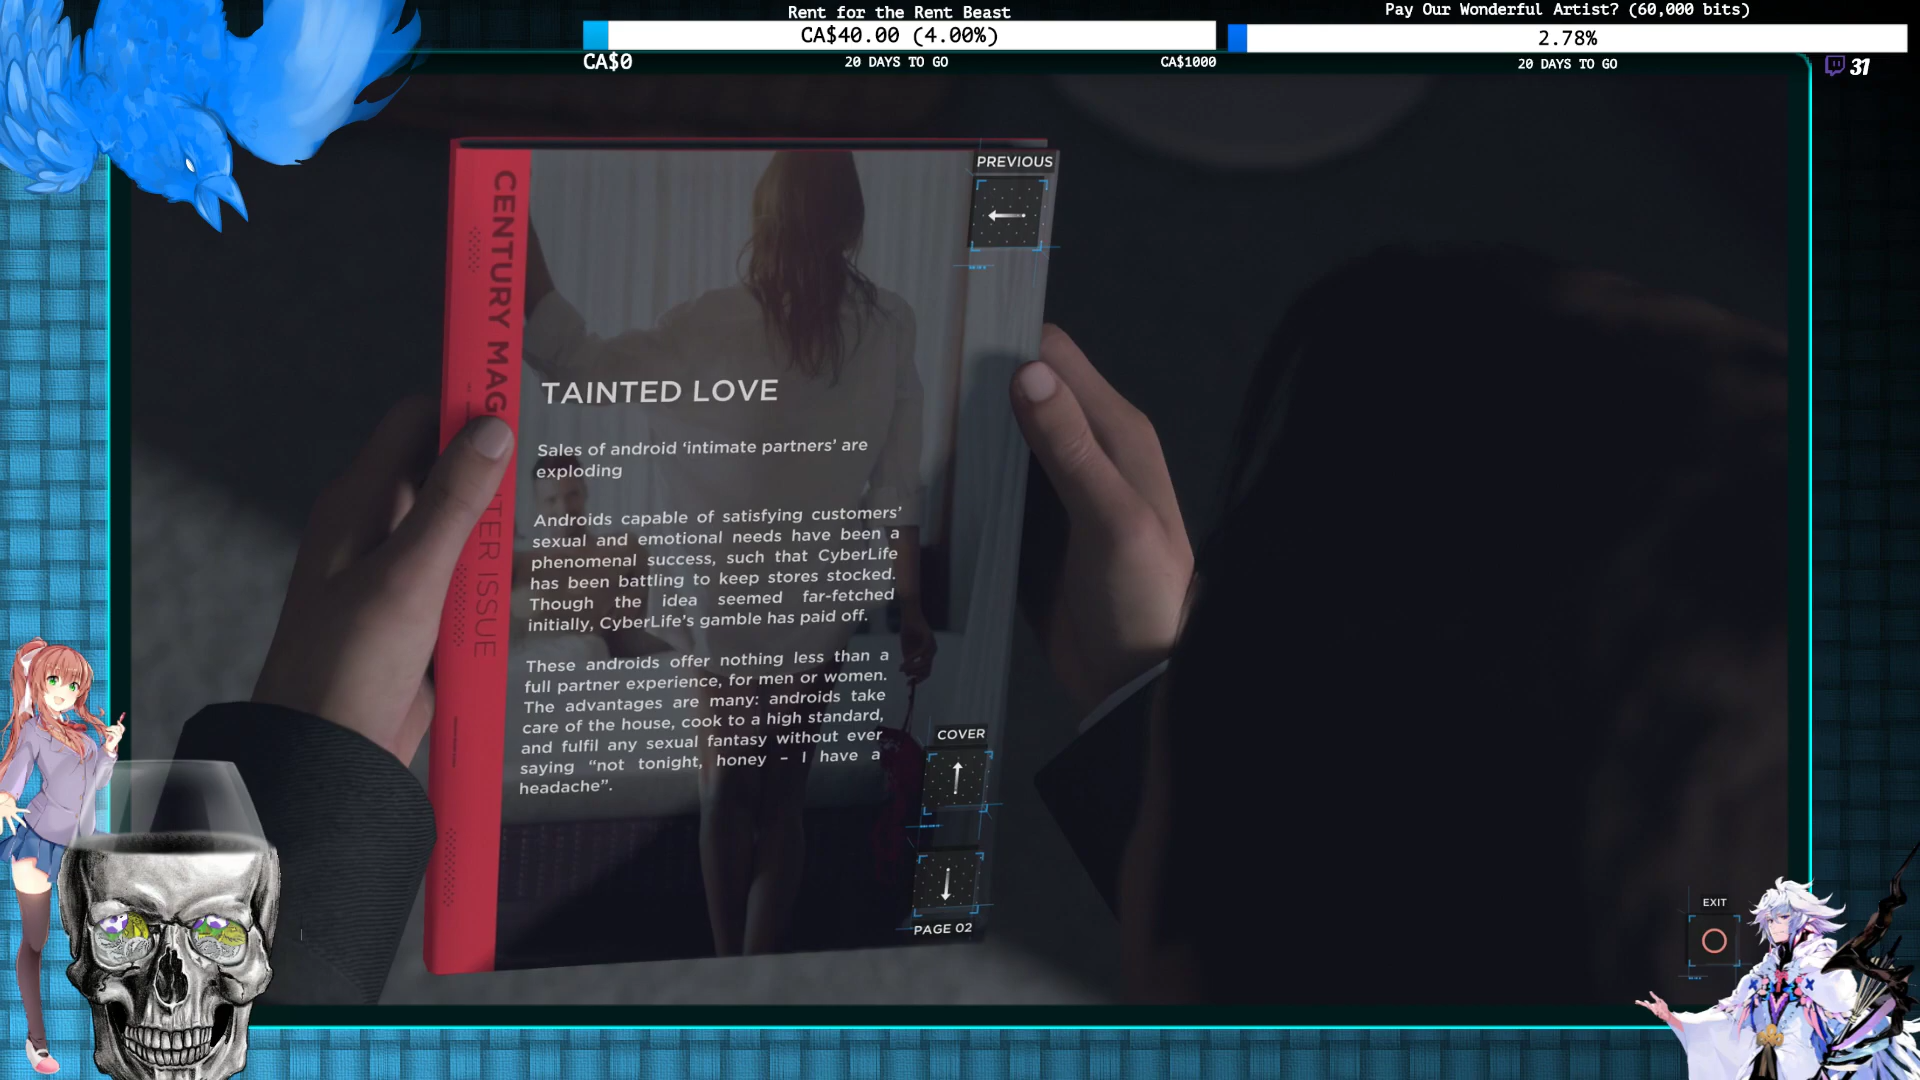 Rent for the Rent Beast
CA$40.00 (4.00%)
CA$0
20 DAYS TO GO
CA$1000
Pay Our Wonderful Artist? (60,000 bits)
2.78%
20 DAYS TO GO
31
CENTURY MAG
TER ISSUE
PREVIOUS
TAINTED LOVE
Sales of android ‘intimate partners’ are
exploding
Androids capable of satisfying customers’
sexual and emotional needs have been a
phenomenal success, such that CyberLife
has been battling to keep stores stocked.
Though the idea seemed far-fetched
initially, CyberLife’s gamble has paid off.
These androids offer nothing less than a
full partner experience, for men or women.
The advantages are many: androids take
care of the house, cook to a high standard,
and fulfil any sexual fantasy without ever
saying “not tonight, honey – I have a
headache”.
COVER
PAGE 02
EXIT